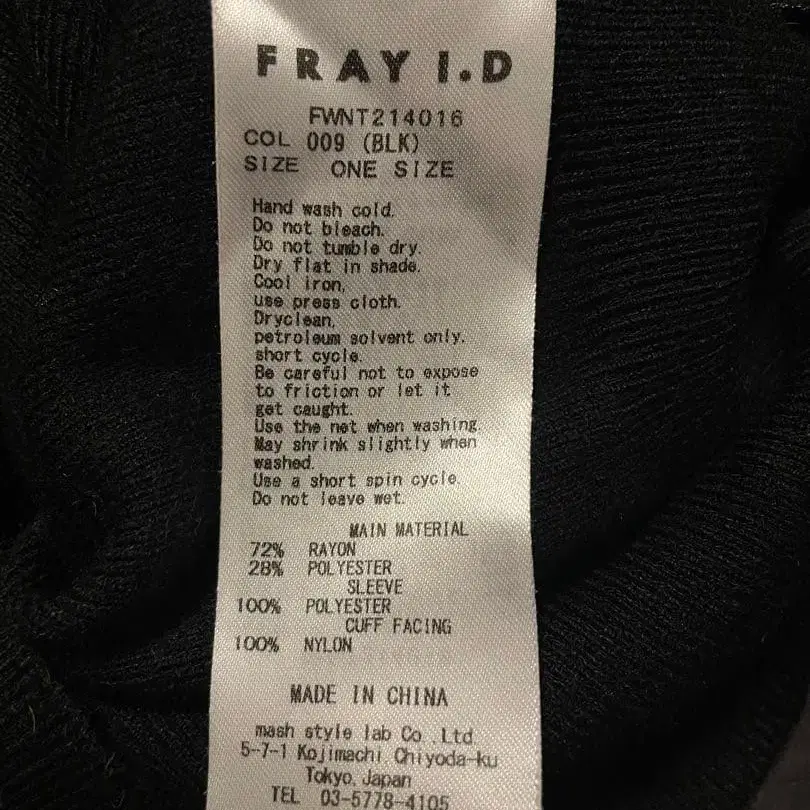 FRAY I.D
FWNT214016
COL 009 (BLK)
SIZE ONE SIZE
Hand wash cold.
Do not bleach.
Do not tumble dry.
Dry flat in shade.
Cool iron,
use press cloth.
Dryclean,
petroleum solvent only.
short cycle.
Be careful not to expose
to friction or let it
get caught.
Use the net when washing.
May shrink slightly when
washed.
Use a short spin cycle.
Do not leave wet.
MAIN MATERIAL
72% RAYON
28% POLYESTER
SLEEVE
100% POLYESTER
CUFF FACING
100% NYLON
MADE IN CHINA
mash style lab Co.,Ltd
5-7-1 Kojimachi Chiyoda-ku
Tokyo, Japan
TEL 03-5778-4105